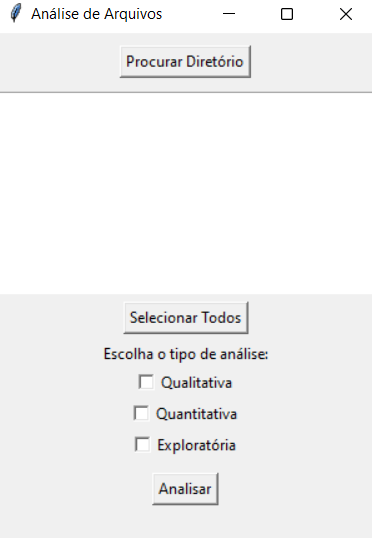 Análise de Arquivos
Procurar Diretório
Selecionar Todos
Escolha o tipo de análise:
Qualitativa
Quantitativa
Exploratória
Analisar